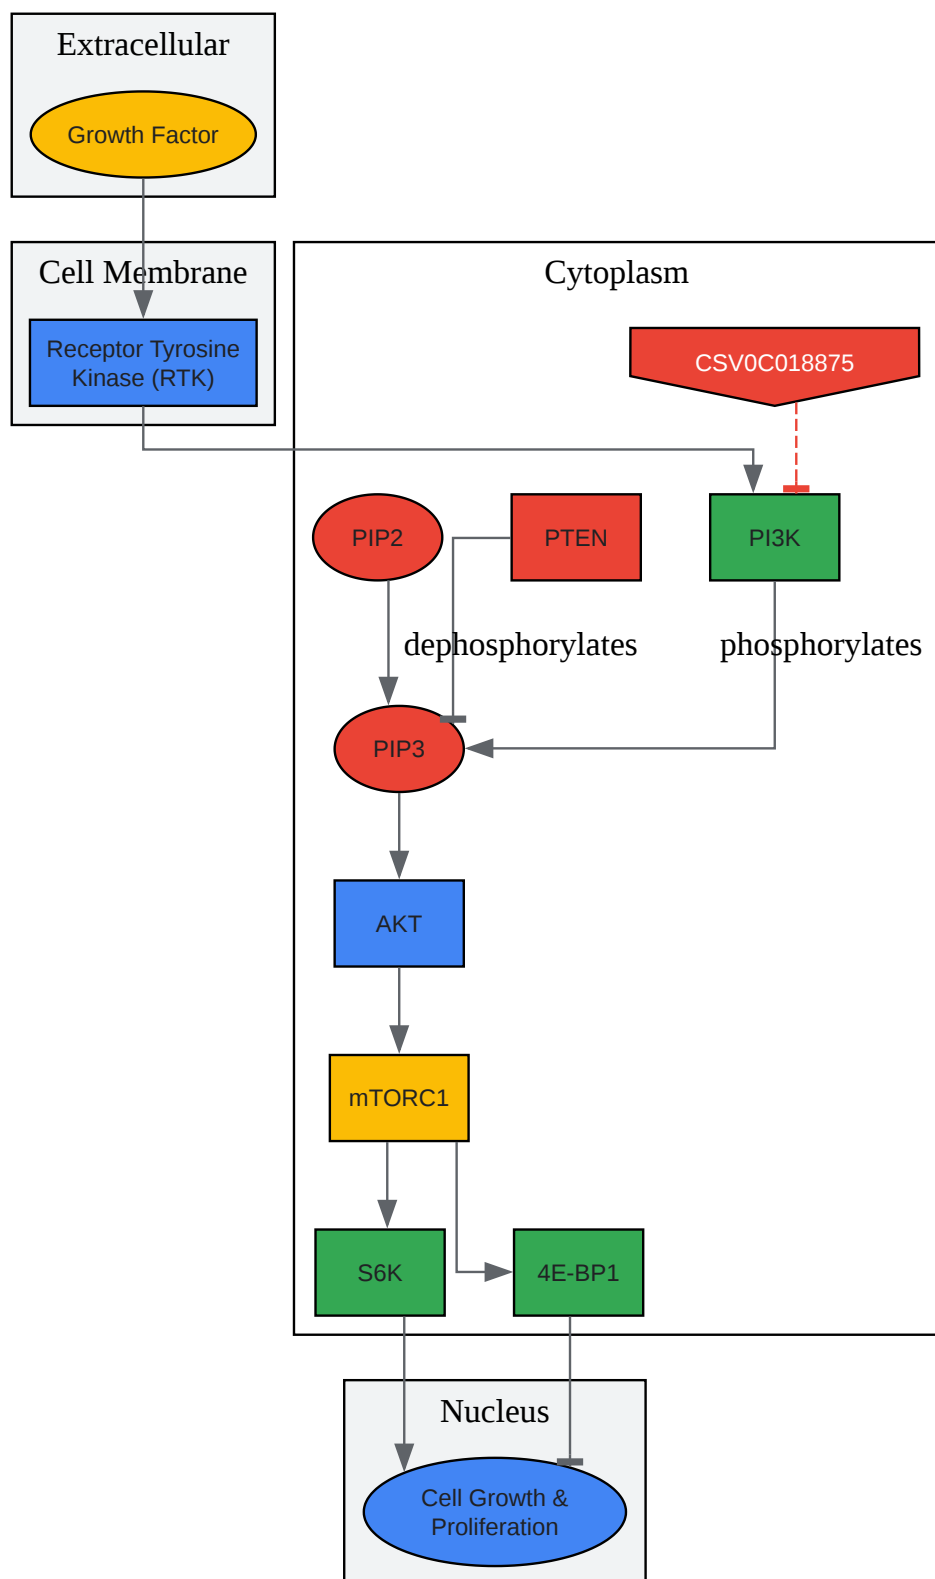 Extracellular
Growth Factor
Cell Membrane
Cytoplasm
Receptor Tyrosine
Kinase (RTK)
CSV0C018875
PIP2
PTEN
PI3K
dephosphorylates
phosphorylates
PIP3
AKT
mTORC1
S6K
4E-BP1
Nucleus
Cell Growth &
Proliferation